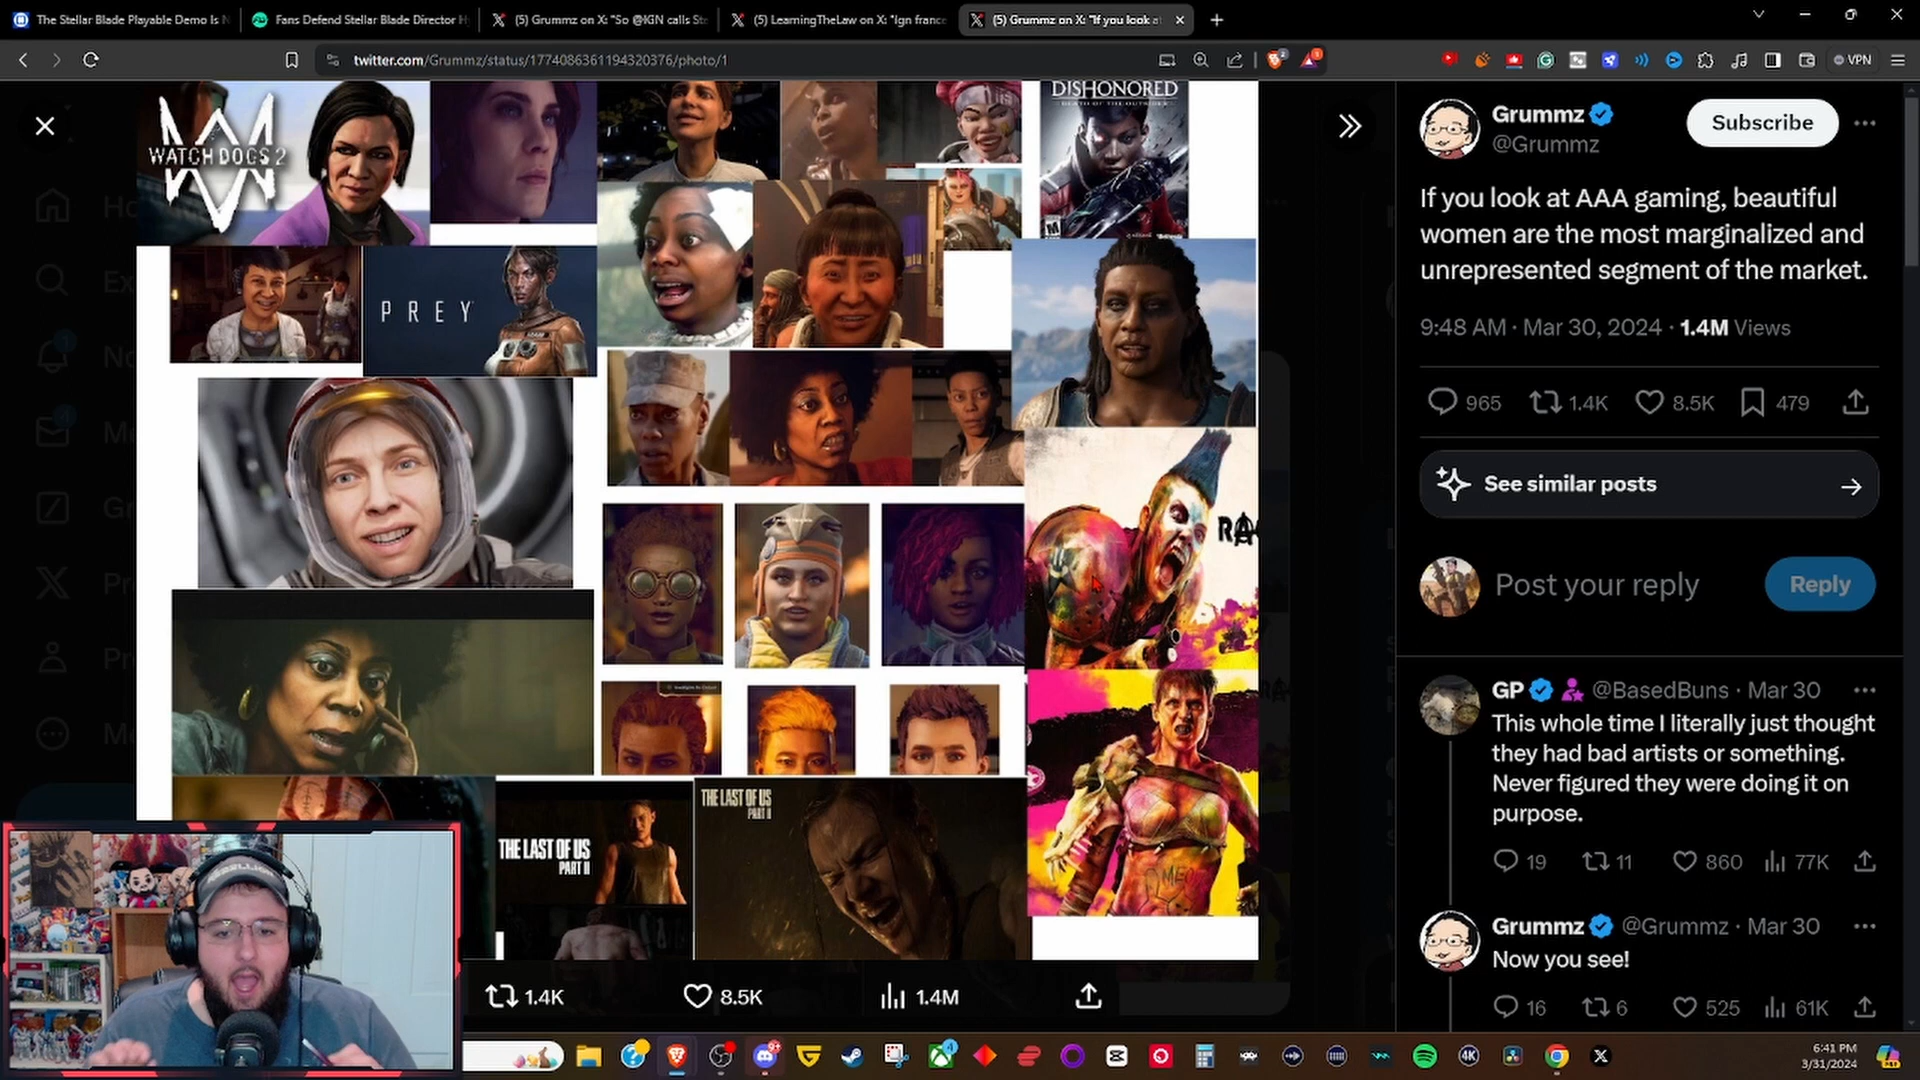 The Stellar Blade Playable Demo Is N
Fans Defend Stellar Blade Director H
(5) Grummz on X: "So @IGN calls St
(5) LearningTheLaw on X: "Ign franc
(5) Grummz on X: "If you look a
twitter.com/Grummz/status/1774086361194320376/photo/1
VPN
WATCH DOGS 2
DISHONORED
DEATH OF THE OUTSIDER
M
PREY
RA
THE LAST OF US
PART II
THE LAST OF US
PART II
1.4K
8.5K
1.4M
Grummz
@Grummz
Subscribe
If you look at AAA gaming, beautiful
women are the most marginalized and
unrepresented segment of the market.
9:48 AM · Mar 30, 2024 · 1.4M Views
965
1.4K
8.5K
479
See similar posts
Post your reply
Reply
GP @BasedBuns · Mar 30
This whole time I literally just thought
they had bad artists or something.
Never figured they were doing it on
purpose.
19
11
860
77K
Grummz @Grummz · Mar 30
Now you see!
16
6
525
61K
6:41 PM
3/31/2024